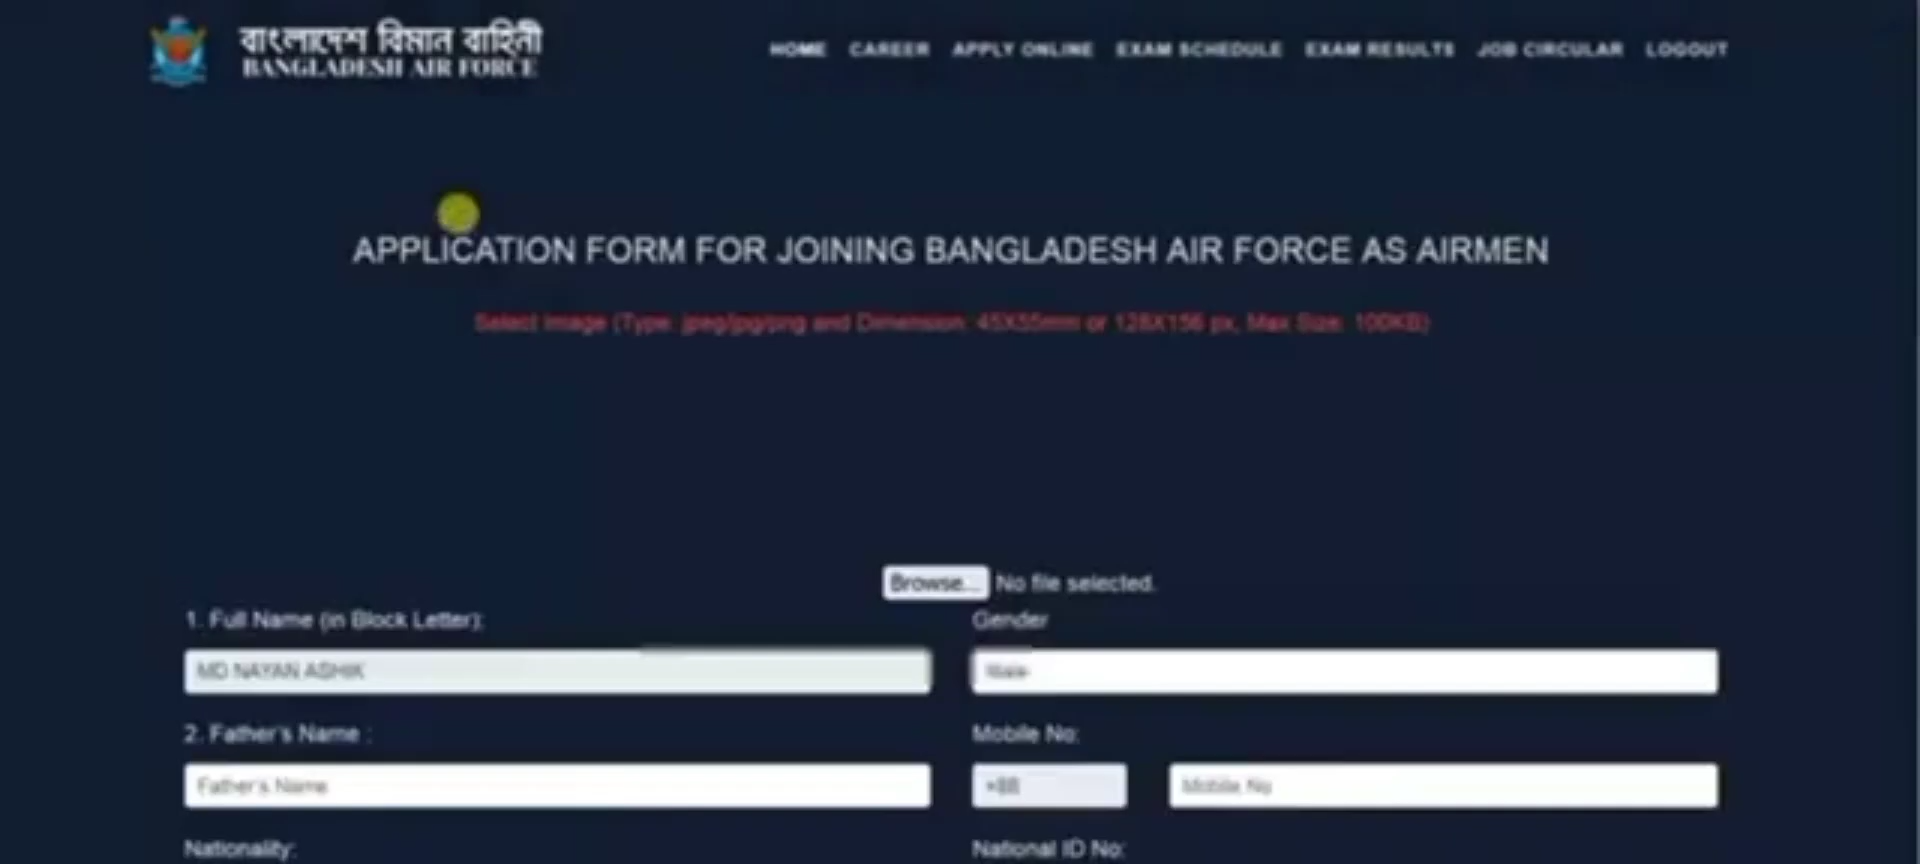 বাংলাদেশ বিমান বাহিনী
BANGLADESH AIR FORCE
HOME CAREER APPLY ONLINE EXAM SCHEDULE EXAM RESULTS JOB CIRCULAR LOGOUT
APPLICATION FORM FOR JOINING BANGLADESH AIR FORCE AS AIRMEN
Select Image (Type: jpeg/jpg/png and Dimension: 45X55mm or 128X156 px, Max Size: 100KB)
Browse... No file selected.
1. Full Name (in Block Letter): Gender
MD NAYAN ASHIK Male
2. Father's Name : Mobile No:
Father's Name +88 Mobile No
Nationality: National ID No: